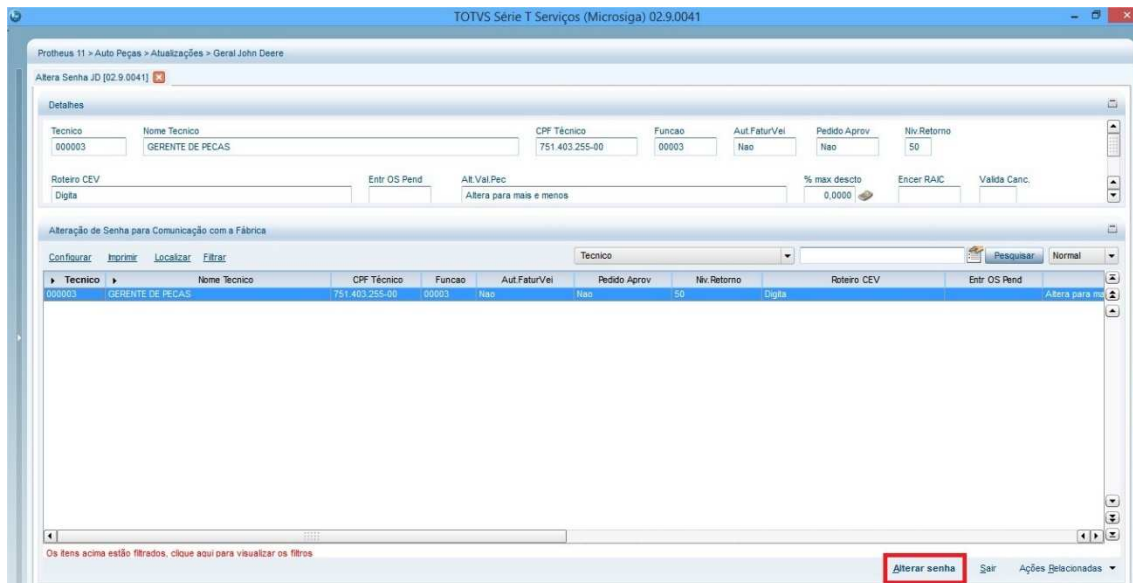 TOTVS Série T Serviços (Microsiga) 02.9.0041
Protheus 11 > Auto Peças > Atualizações > Geral John Deere
Altera Senha JD [02.9.0041]
Detalhes
Tecnico Nome Tecnico CPF Técnico Funcao Aut.FaturVei Pedido Aprov Niv.Retorno
000003 GERENTE DE PECAS 751.403.255-00 00003 Nao Nao 50
Roteiro CEV Entr OS Pend Alt.Val.Pec % max descto Encer RAIC Valida Canc.
Digita Altera para mais e menos 0,0000
Alteração de Senha para Comunicação com a Fábrica
Configurar Imprimir Localizar Filtrar Tecnico Pesquisar Normal
Tecnico Nome Tecnico CPF Técnico Funcao Aut.FaturVei Pedido Aprov Niv.Retorno Roteiro CEV Entr OS Pend
000003 GERENTE DE PECAS 751.403.255-00 00003 Nao Nao 50 Digita Altera para ma
Os itens acima estão filtrados, clique aqui para visualizar os filtros
Alterar senha Sair Ações Relacionadas